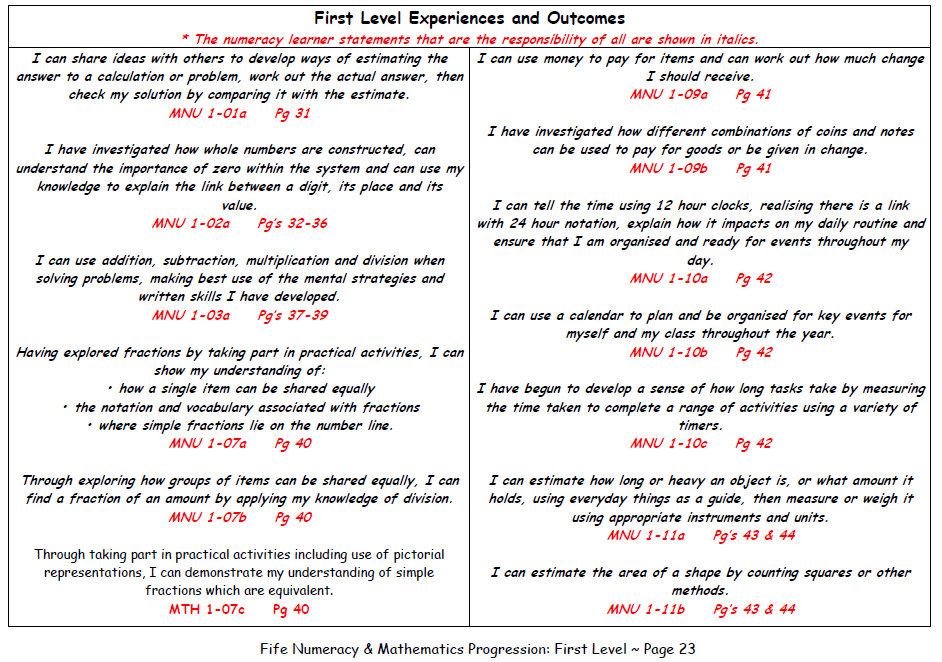 First Level Experiences and Outcomes
* The numeracy learner statements that are the responsibility of all are shown in italics.
I can share ideas with others to develop ways of estimating the
answer to a calculation or problem, work out the actual answer, then
check my solution by comparing it with the estimate.
MNU 1-01a Pg 31
I have investigated how whole numbers are constructed, can
understand the importance of zero within the system and can use my
knowledge to explain the link between a digit, its place and its
value.
MNU 1-02a Pg's 32-36
I can use addition, subtraction, multiplication and division when
solving problems, making best use of the mental strategies and
written skills I have developed.
MNU 1-03a Pg's 37-39
Having explored fractions by taking part in practical activities, I can
show my understanding of:
• how a single item can be shared equally
• the notation and vocabulary associated with fractions
• where simple fractions lie on the number line.
MNU 1-07a Pg 40
Through exploring how groups of items can be shared equally, I can
find a fraction of an amount by applying my knowledge of division.
MNU 1-07b Pg 40
Through taking part in practical activities including use of pictorial
representations, I can demonstrate my understanding of simple
fractions which are equivalent.
MTH 1-07c Pg 40
I can use money to pay for items and can work out how much change
I should receive.
MNU 1-09a Pg 41
I have investigated how different combinations of coins and notes
can be used to pay for goods or be given in change.
MNU 1-09b Pg 41
I can tell the time using 12 hour clocks, realising there is a link
with 24 hour notation, explain how it impacts on my daily routine and
ensure that I am organised and ready for events throughout my
day.
MNU 1-10a Pg 42
I can use a calendar to plan and be organised for key events for
myself and my class throughout the year.
MNU 1-10b Pg 42
I have begun to develop a sense of how long tasks take by measuring
the time taken to complete a range of activities using a variety of
timers.
MNU 1-10c Pg 42
I can estimate how long or heavy an object is, or what amount it
holds, using everyday things as a guide, then measure or weigh it
using appropriate instruments and units.
MNU 1-11a Pg's 43 & 44
I can estimate the area of a shape by counting squares or other
methods.
MNU 1-11b Pg's 43 & 44
Fife Numeracy & Mathematics Progression: First Level ~ Page 23